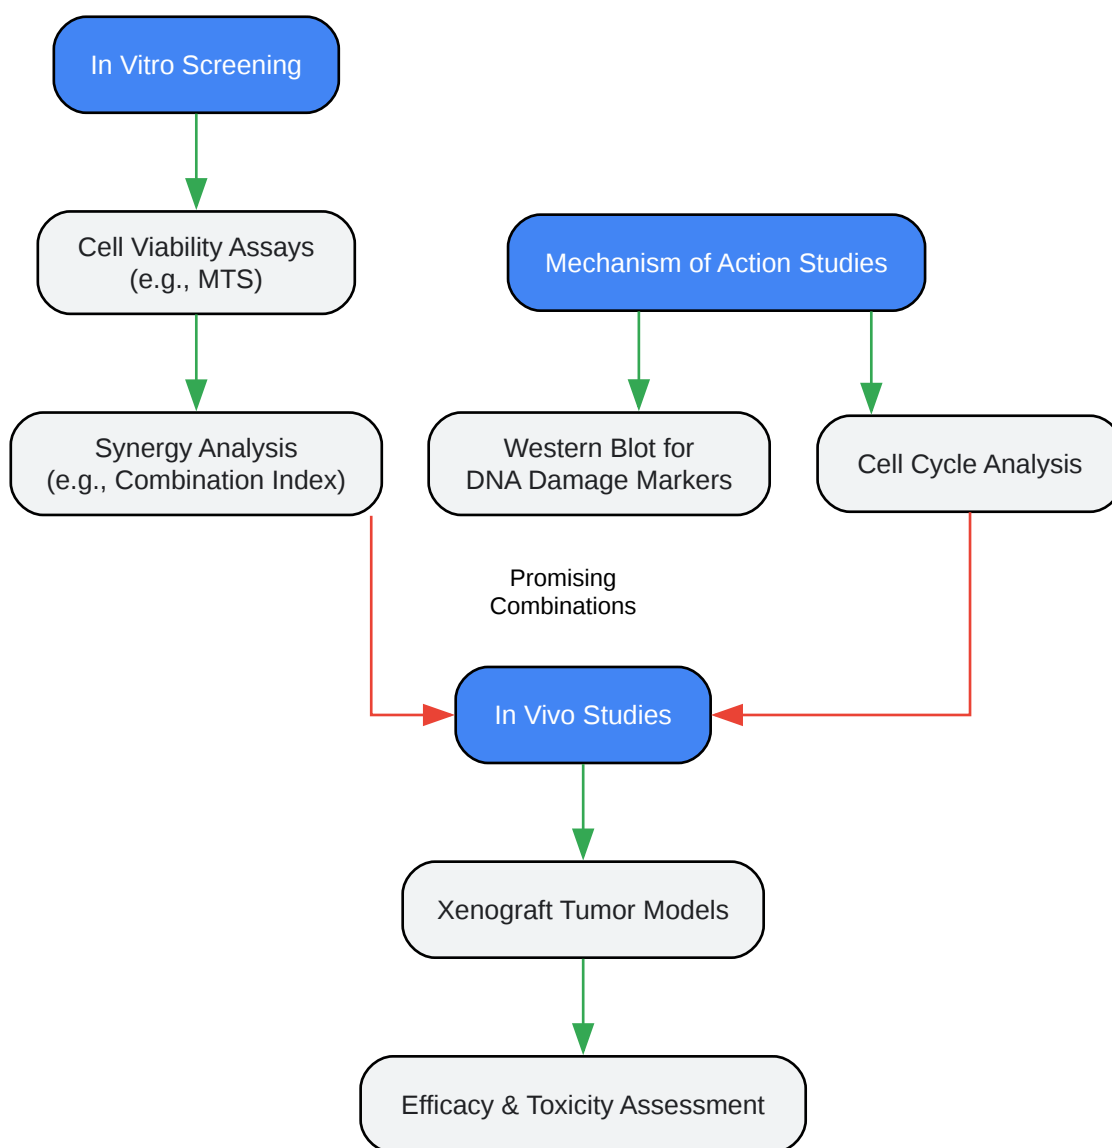 In Vitro Screening
Cell Viability Assays
(e.g., MTS)
Mechanism of Action Studies
Synergy Analysis
(e.g., Combination Index)
Western Blot for
DNA Damage Markers
Cell Cycle Analysis
Promising
Combinations
In Vivo Studies
Xenograft Tumor Models
Efficacy & Toxicity Assessment